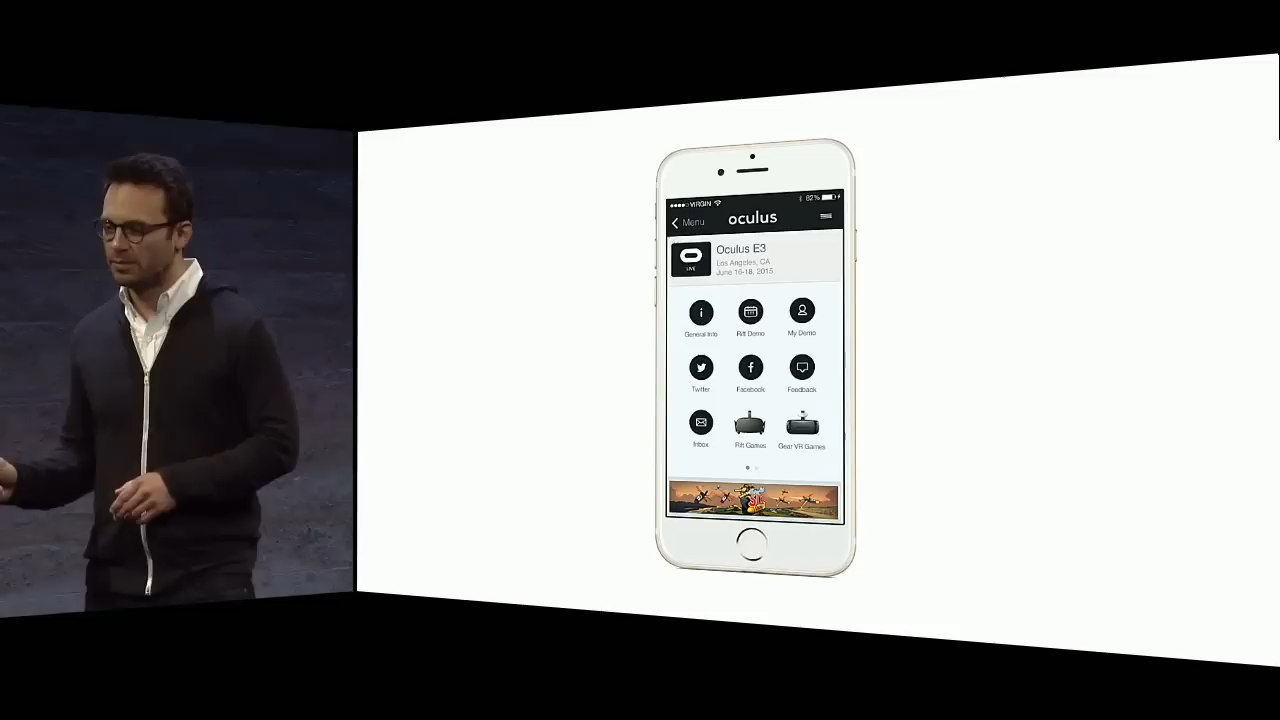 VIRGIN
82%
Menu
oculus
LIVE
Oculus E3
Los Angeles, CA
June 16-18, 2015
General Info
Rift Demo
My Demo
Twitter
Facebook
Feedback
Inbox
Rift Games
Gear VR Games